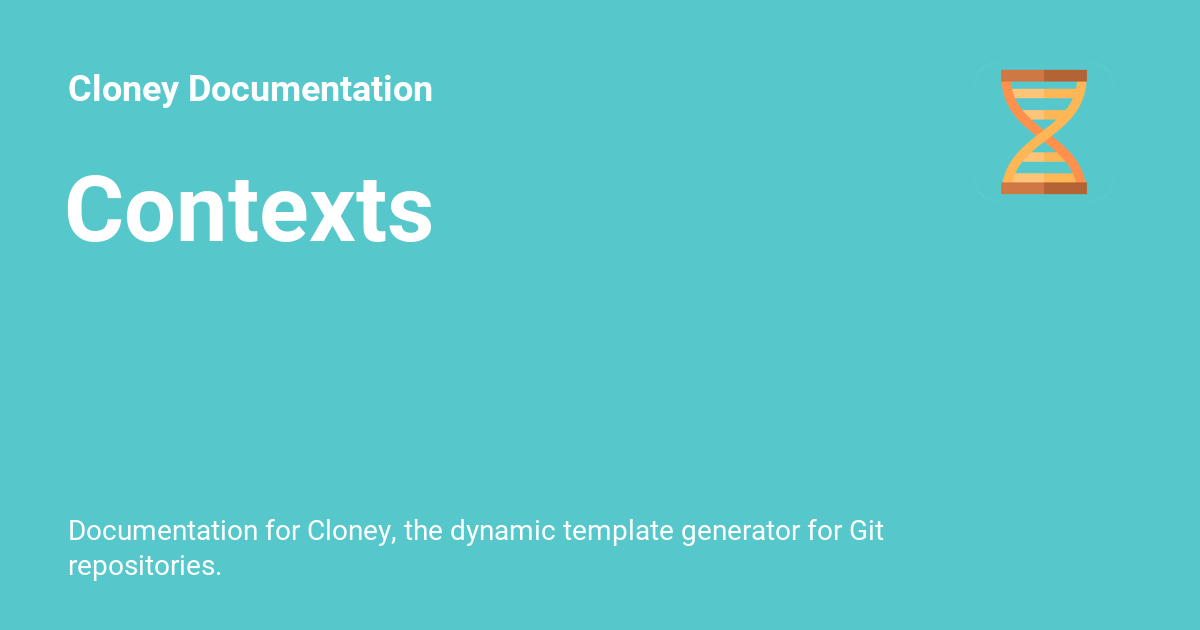 Cloney Documentation
Contexts
Documentation for Cloney, the dynamic template generator for Git
repositories.